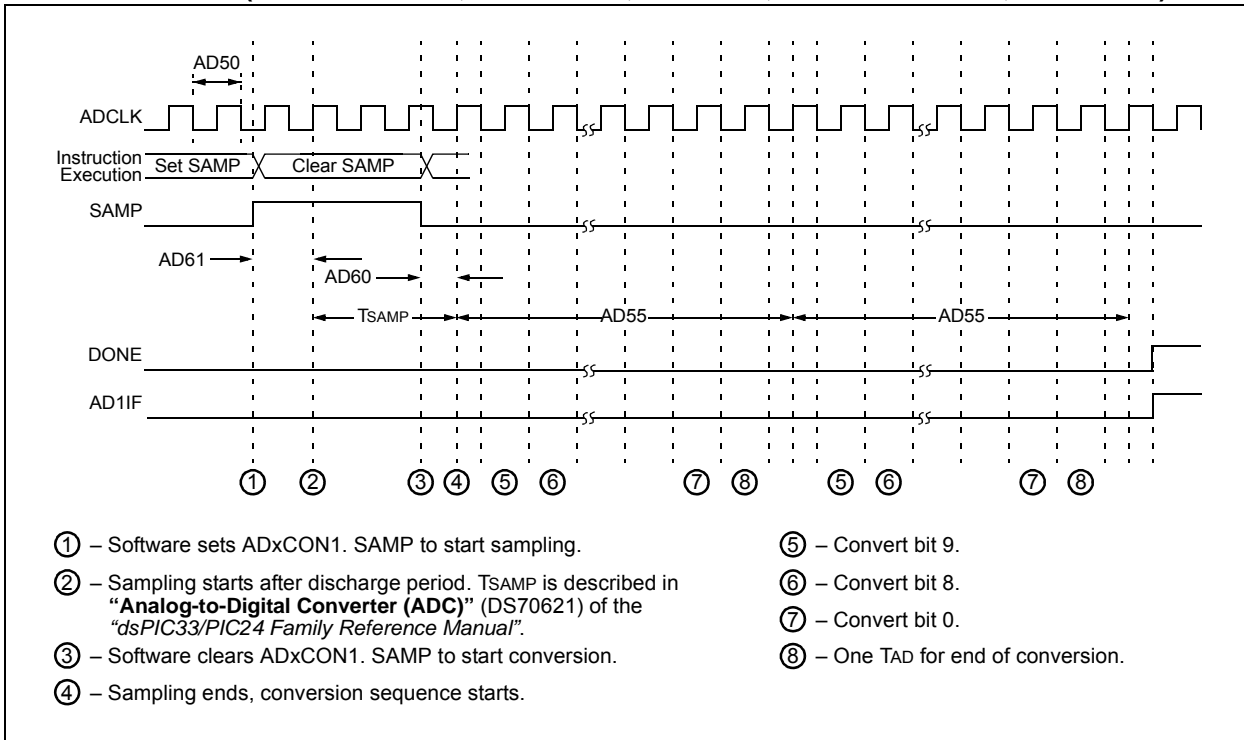 AD50
ADCLK
Instruction
Execution
Set SAMP
Clear SAMP
SAMP
AD61
AD60
TSAMP
AD55
AD55
DONE
AD1IF
1 2 3 4 5 6 7 8 5 6 7 8
1 – Software sets ADxCON1. SAMP to start sampling.
2 – Sampling starts after discharge period. TSAMP is described in
“Analog-to-Digital Converter (ADC)” (DS70621) of the
“dsPIC33/PIC24 Family Reference Manual”.
3 – Software clears ADxCON1. SAMP to start conversion.
4 – Sampling ends, conversion sequence starts.
5 – Convert bit 9.
6 – Convert bit 8.
7 – Convert bit 0.
8 – One TAD for end of conversion.